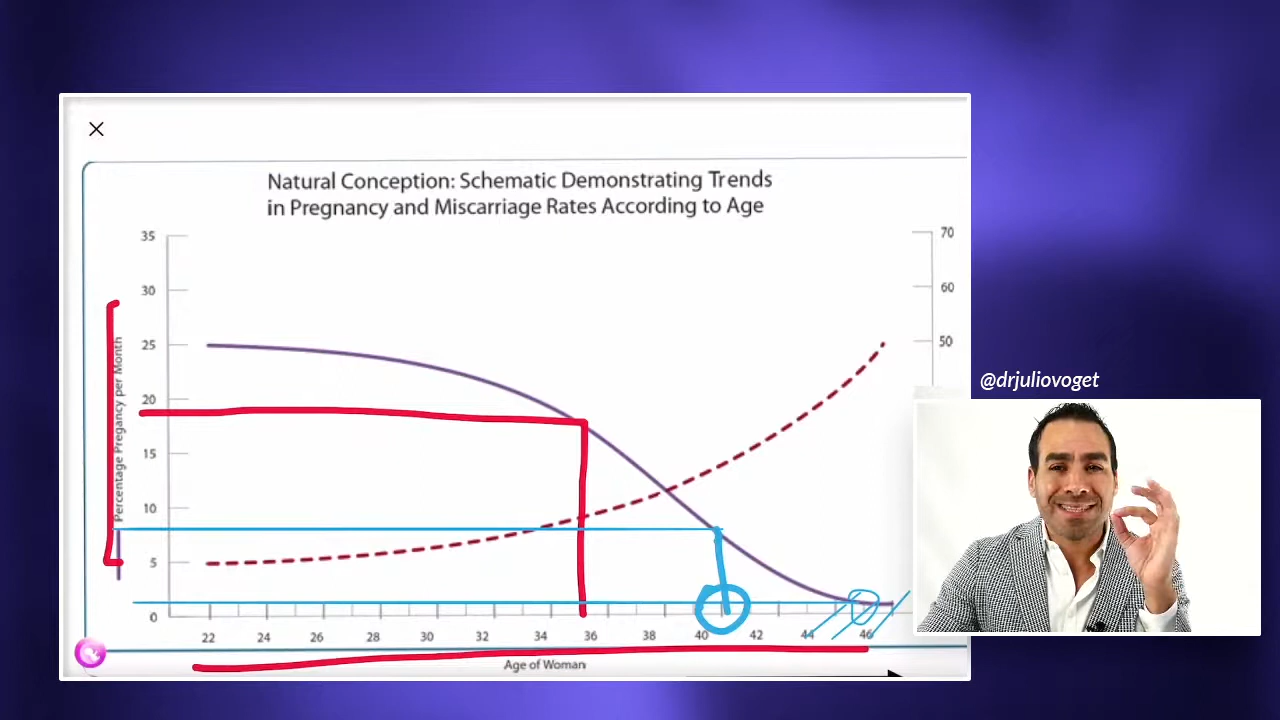 Natural Conception: Schematic Demonstrating Trends
in Pregnancy and Miscarriage Rates According to Age
35
30
25
20
15
10
5
0
Percentage Pregancy per Month
70
60
50
22 24 26 28 30 32 34 36 38 40 42 44 46
Age of Woman
@drjuliovoget